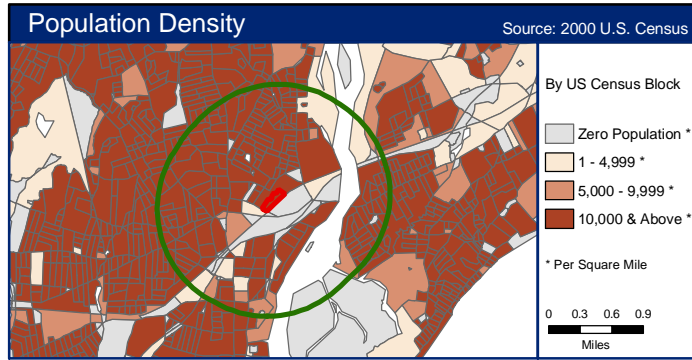 Population Density
Source: 2000 U.S. Census
By US Census Block
Zero Population *
1 - 4,999 *
5,000 - 9,999 *
10,000 & Above *
* Per Square Mile
0 0.3 0.6 0.9
Miles